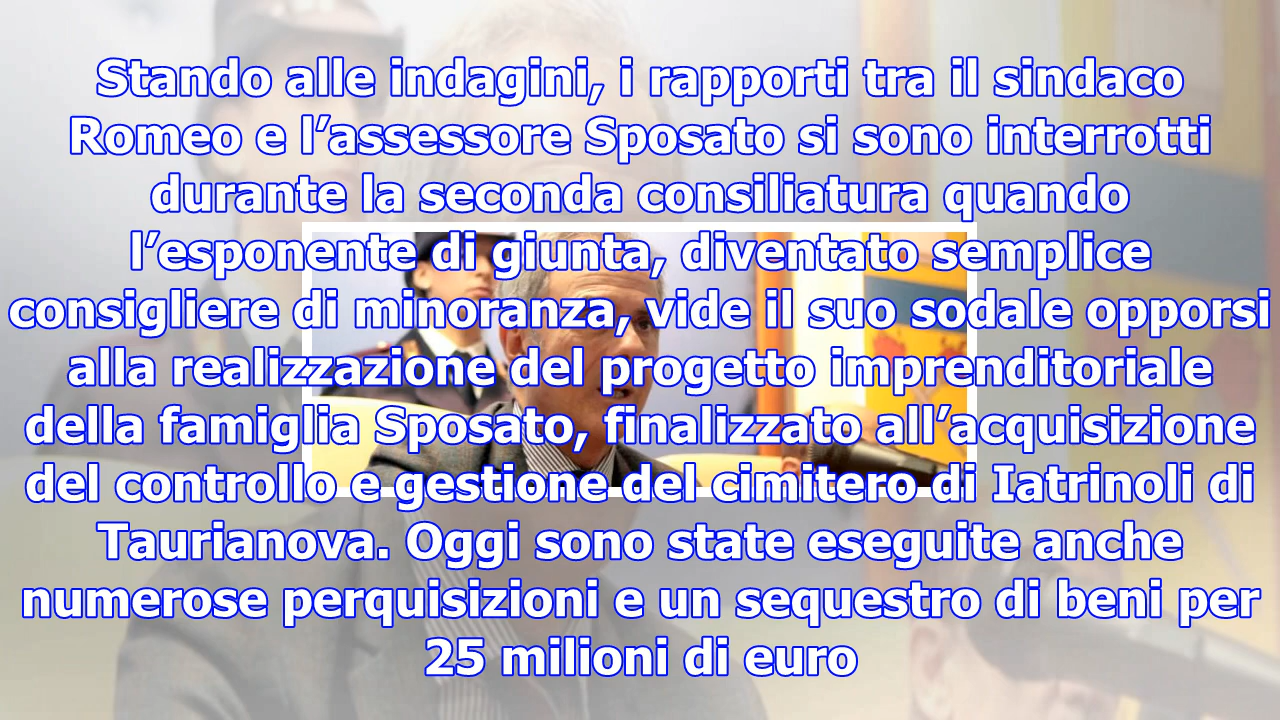 Stando alle indagini, i rapporti tra il sindaco
Romeo e l’assessore Sposato si sono interrotti
durante la seconda consiliatura quando
l’esponente di giunta, diventato semplice
consigliere di minoranza, vide il suo sodale opporsi
alla realizzazione del progetto imprenditoriale
della famiglia Sposato, finalizzato all’acquisizione
del controllo e gestione del cimitero di Iatrinoli di
Taurianova. Oggi sono state eseguite anche
numerose perquisizioni e un sequestro di beni per
25 milioni di euro